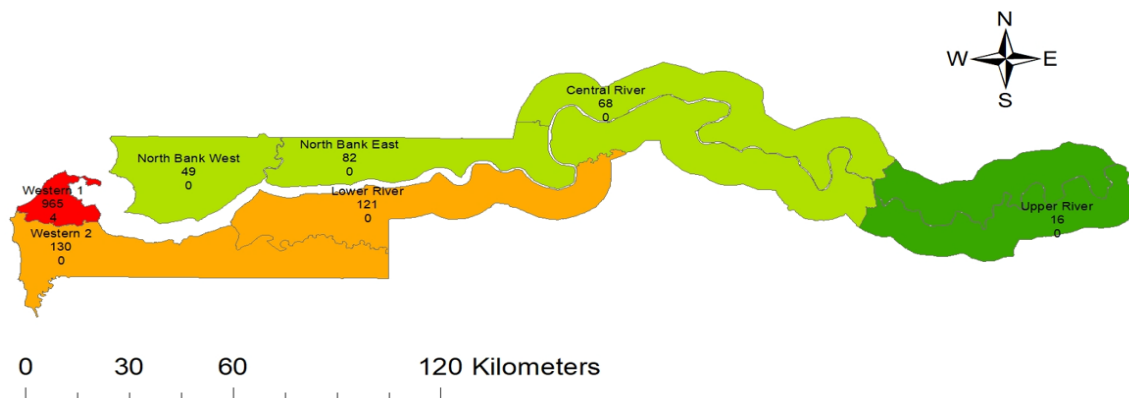 N
W E
S
Central River
68
0
North Bank East
82
0
North Bank West
49
0
Western 1
965
4
Lower River
121
0
Upper River
16
0
Western 2
130
0
0 30 60 120 Kilometers